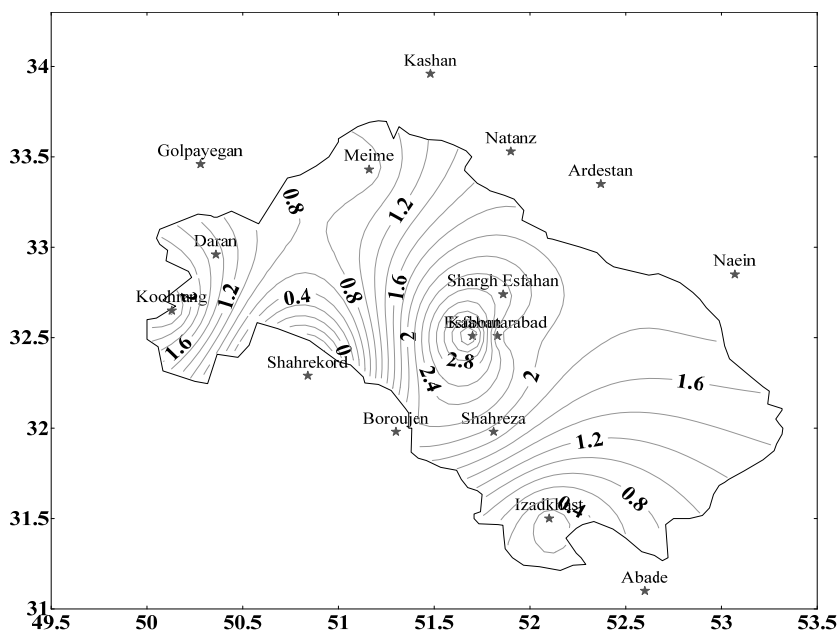 34
Kashan
Natanz
33.5
Golpayegan
Meime
Ardestan
0.8
1.2
33
Daran
Naein
Shargh Esfahan
Koohrang
1.2
0.4
0.8
1.6
32.5
1.6
0
2
2.8
Shahrekord
2.4
2
1.6
32
Boroujen
Shahreza
1.2
0.8
31.5
Izadkhast
0.4
Abade
31
49.5 50 50.5 51 51.5 52 52.5 53 53.5